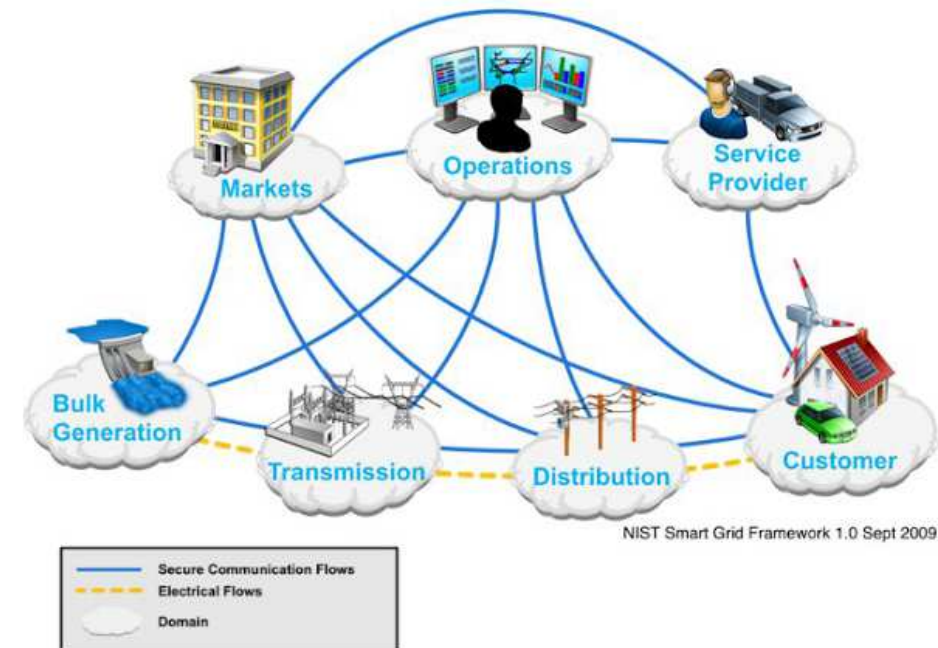 Markets
Operations
Service
Provider
Bulk
Generation
Transmission
Distribution
Customer
NIST Smart Grid Framework 1.0 Sept 2009
Secure Communication Flows
Electrical Flows
Domain